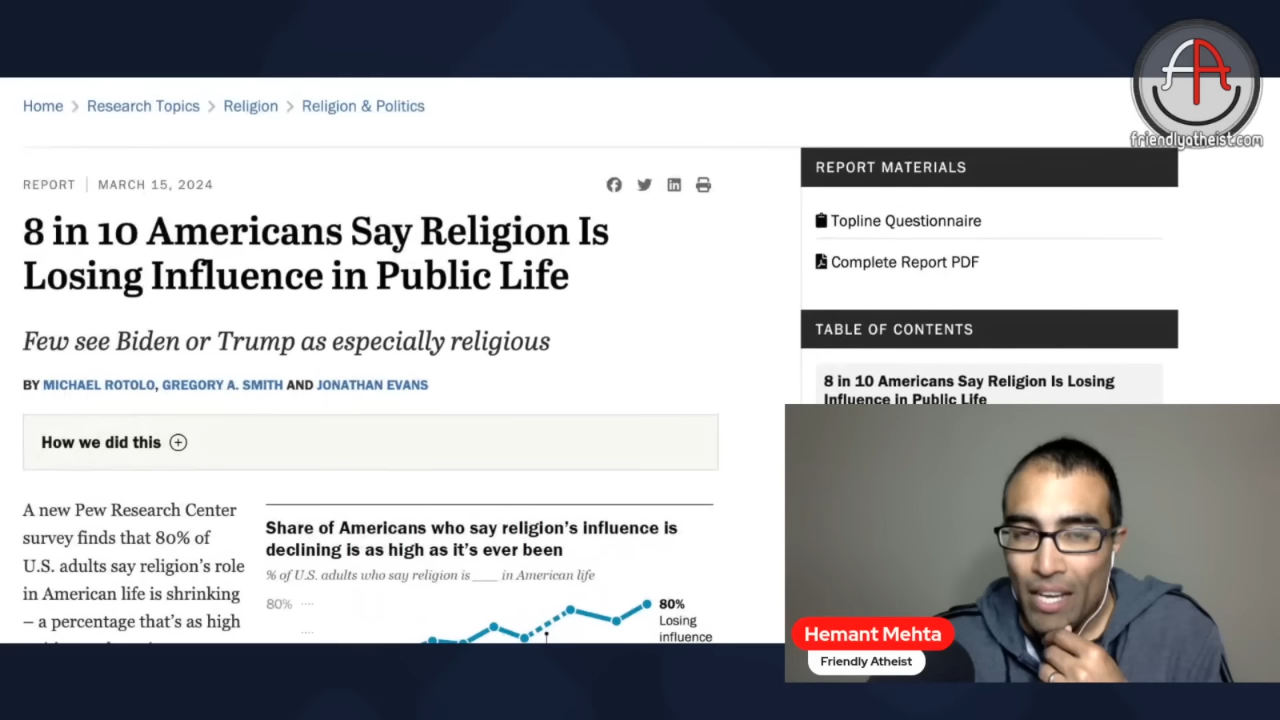 friendlyatheist.com
Home > Research Topics > Religion > Religion & Politics
REPORT | MARCH 15, 2024
8 in 10 Americans Say Religion Is
Losing Influence in Public Life
Few see Biden or Trump as especially religious
BY MICHAEL ROTOLO, GREGORY A. SMITH AND JONATHAN EVANS
How we did this
A new Pew Research Center
survey finds that 80% of
U.S. adults say religion's role
in American life is shrinking
– a percentage that's as high
Share of Americans who say religion's influence is
declining is as high as it's ever been
% of U.S. adults who say religion is ___ in American life
80%
80%
Losing
influence
REPORT MATERIALS
Topline Questionnaire
Complete Report PDF
TABLE OF CONTENTS
8 in 10 Americans Say Religion Is Losing
Influence in Public Life
Hemant Mehta
Friendly Atheist